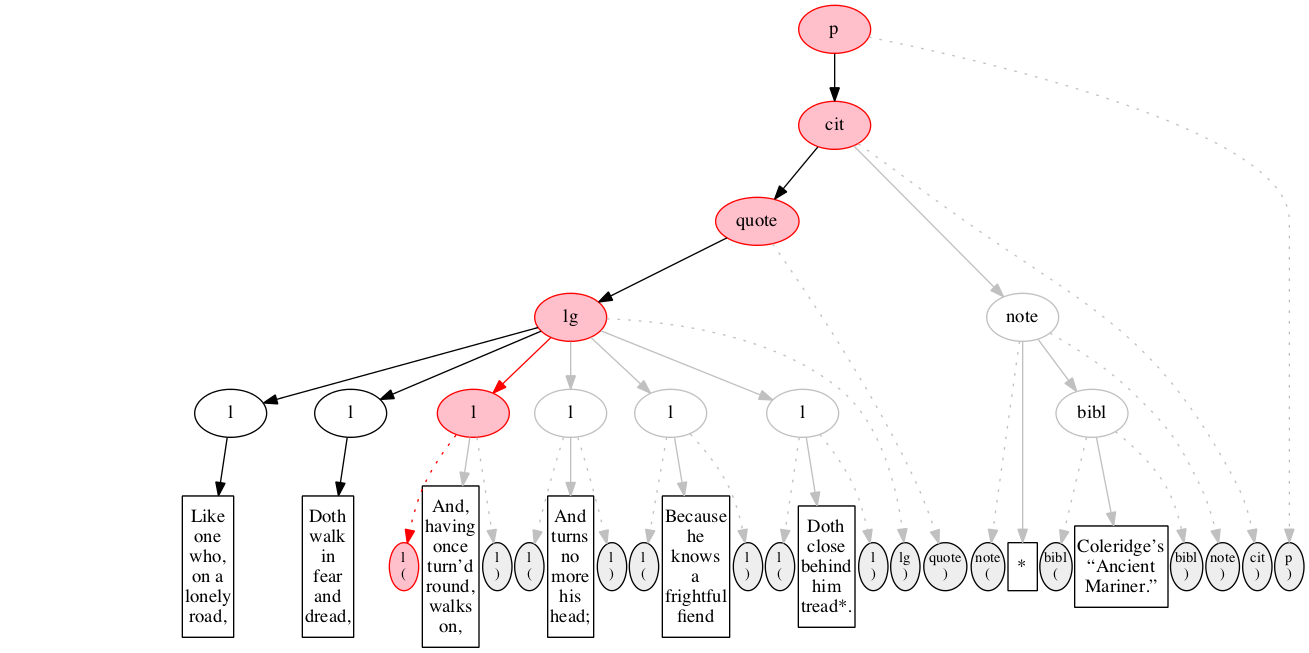 p
cit
quote
lg
note
l
l
l
l
l
l
bibl
Like
one
who,
on a
lonely
road,
Doth
walk
in
fear
and
dread,
l
(
And,
having
once
turn’d
round,
walks
on,
l
)
l
(
And
turns
no
more
his
head;
l
)
l
(
Because
he
knows
a
frightful
fiend
l
)
l
(
Doth
close
behind
him
tread*.
l
)
lg
)
quote
)
note
(
*
bibl
(
Coleridge’s
“Ancient
Mariner.”
bibl
)
note
)
cit
)
p
)